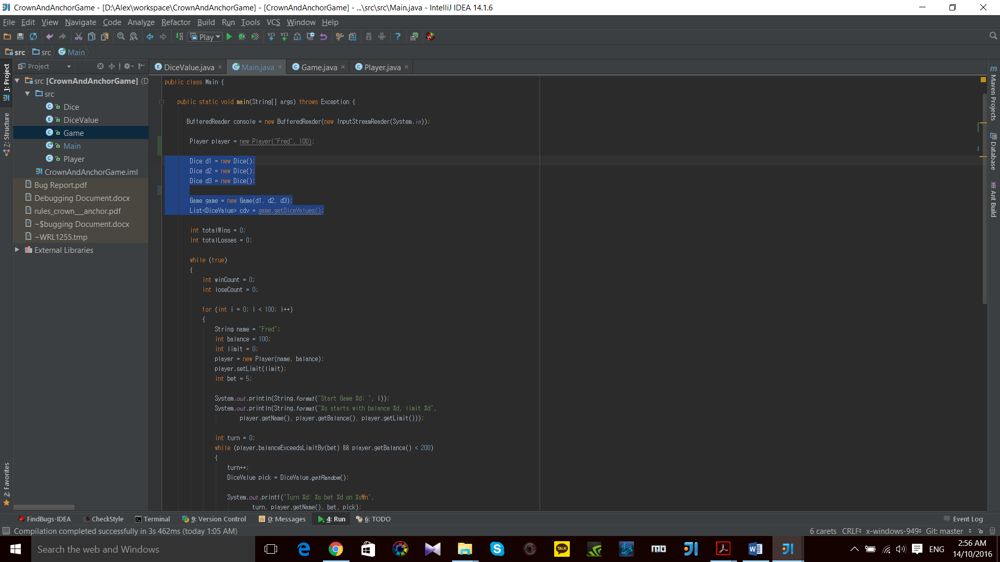 CrownAndAnchorGame - [D:\Alex\workspace\CrownAndAnchorGame] - [CrownAndAnchorGame] - ...\src\src\Main.java - IntelliJ IDEA 14.1.6
File Edit View Navigate Code Analyze Refactor Build Run Tools VCS Window Help
Play
src src Main
Project
DiceValue.java Main.java Game.java Player.java
1: Project
7: Structure
2: Favorites
src [CrownAndAnchorGame] (D
src
Dice
DiceValue
Game
Main
Player
CrownAndAnchorGame.iml
Bug Report.pdf
Debugging Document.docx
rules_crown__anchor.pdf
~$bugging Document.docx
~WRL1255.tmp
External Libraries
public class Main {
public static void main(String[] args) throws Exception {
BufferedReader console = new BufferedReader(new InputStreamReader(System.in));
Player player = new Player("Fred", 100);
Dice d1 = new Dice();
Dice d2 = new Dice();
Dice d3 = new Dice();
Game game = new Game(d1, d2, d3);
List<DiceValue> cdv = game.getDiceValues();
int totalWins = 0;
int totalLosses = 0;
while (true)
{
int winCount = 0;
int loseCount = 0;
for (int i = 0; i < 100; i++)
{
String name = "Fred";
int balance = 100;
int limit = 0;
player = new Player(name, balance);
player.setLimit(limit);
int bet = 5;
System.out.println(String.format("Start Game %d: ", i));
System.out.println(String.format("%s starts with balance %d, limit %d",
player.getName(), player.getBalance(), player.getLimit()));
int turn = 0;
while (player.balanceExceedsLimitBy(bet) && player.getBalance() < 200)
{
turn++;
DiceValue pick = DiceValue.getRandom();
System.out.printf("Turn %d: %s bet %d on %s₩n",
turn, player.getName(), bet, pick);
m Maven Projects
Database
Ant Build
FindBugs-IDEA CheckStyle Terminal 9: Version Control 0: Messages 4: Run 6: TODO Event Log
Compilation completed successfully in 3s 462ms (today 1:05 AM) 6 carets CRLF x-windows-949 Git: master
Search the web and Windows
TALK
ENG
2:56 AM
14/10/2016